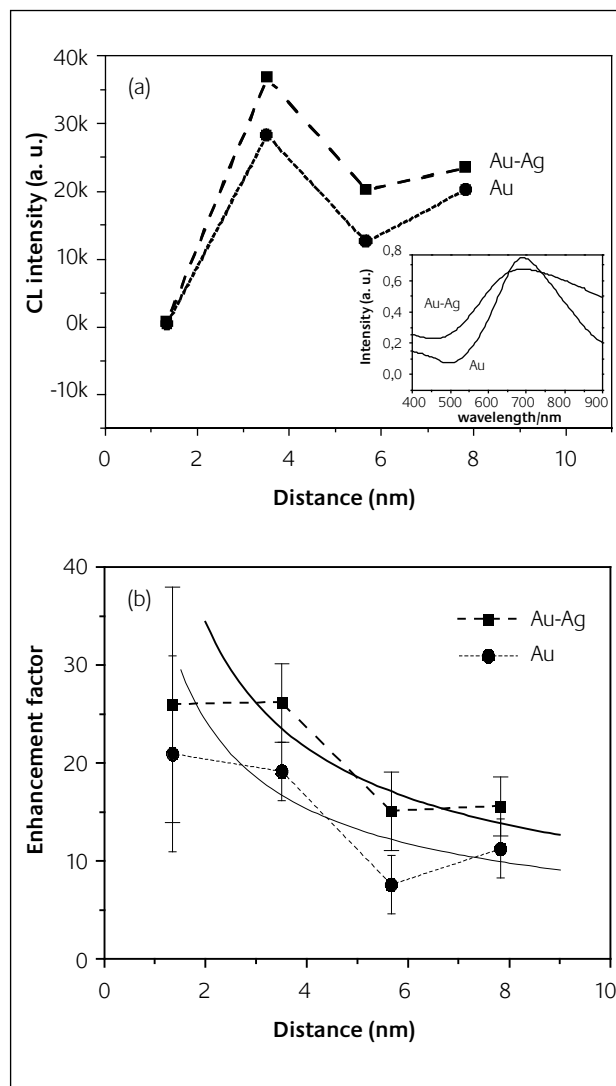 (a)
40k
30k
20k
10k
0k
-10k
CL intensity (a. u.)
Au-Ag
Au
0,8
0,6
0,4
0,2
0,0
Intensity (a. u.)
Au-Ag
Au
400 500 600 700 800 900
wavelength/nm
0 2 4 6 8 10
Distance (nm)
(b)
40
30
20
10
0
Enhancement factor
Au-Ag
Au
0 2 4 6 8 10
Distance (nm)